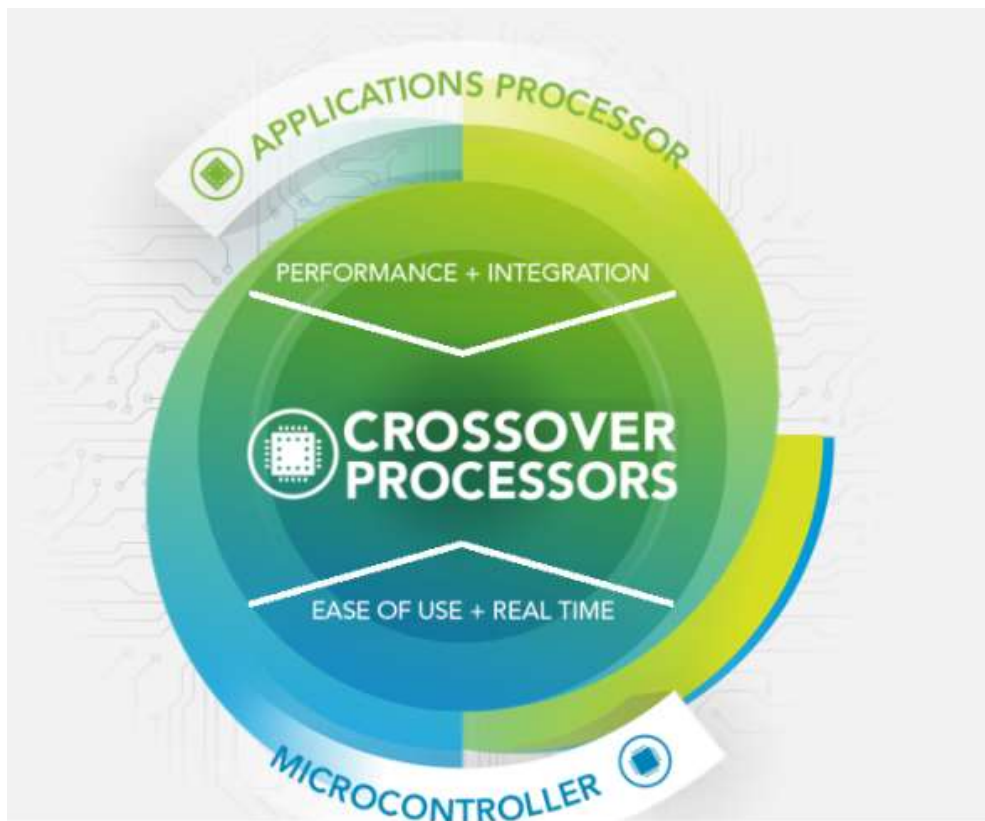 APPLICATIONS PROCESSOR
PERFORMANCE + INTEGRATION
CROSSOVER
PROCESSORS
EASE OF USE + REAL TIME
MICROCONTROLLER